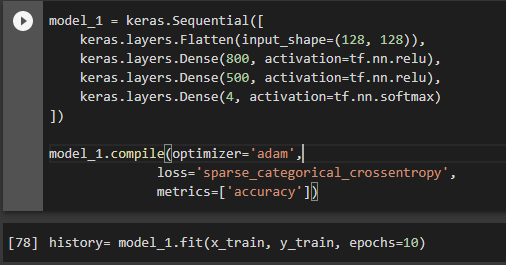 model_1 = keras.Sequential([
    keras.layers.Flatten(input_shape=(128, 128)),
    keras.layers.Dense(800, activation=tf.nn.relu),
    keras.layers.Dense(500, activation=tf.nn.relu),
    keras.layers.Dense(4, activation=tf.nn.softmax)
])
model_1.compile(optimizer='adam',
              loss='sparse_categorical_crossentropy',
              metrics=['accuracy'])
[78] history= model_1.fit(x_train, y_train, epochs=10)